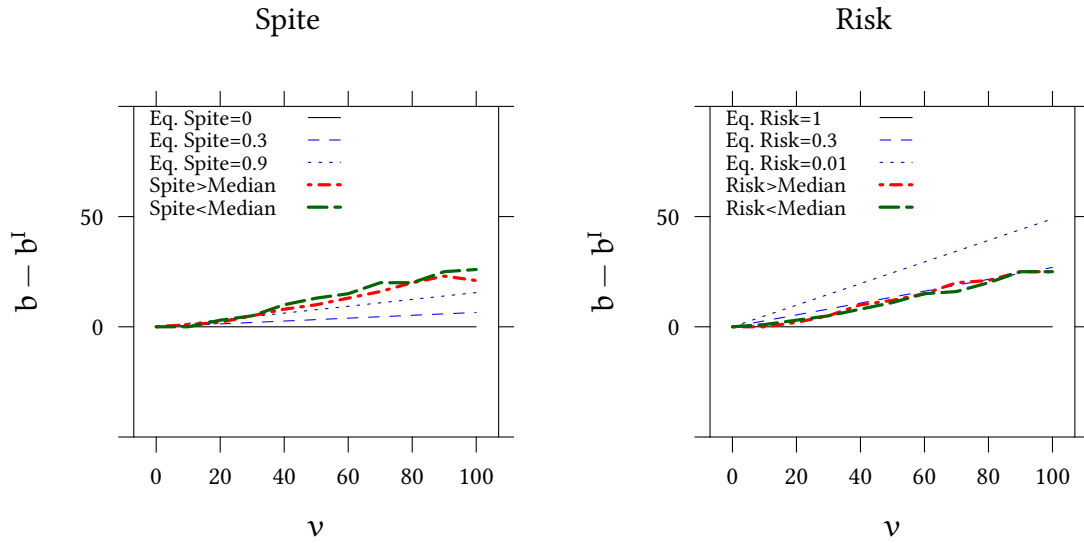 Spite
Eq. Spite=0
Eq. Spite=0.3
Eq. Spite=0.9
Spite>Median
Spite<Median
50
0
b − bᴵ
0 20 40 60 80 100
v
Risk
Eq. Risk=1
Eq. Risk=0.3
Eq. Risk=0.01
Risk>Median
Risk<Median
50
0
b − bᴵ
0 20 40 60 80 100
v